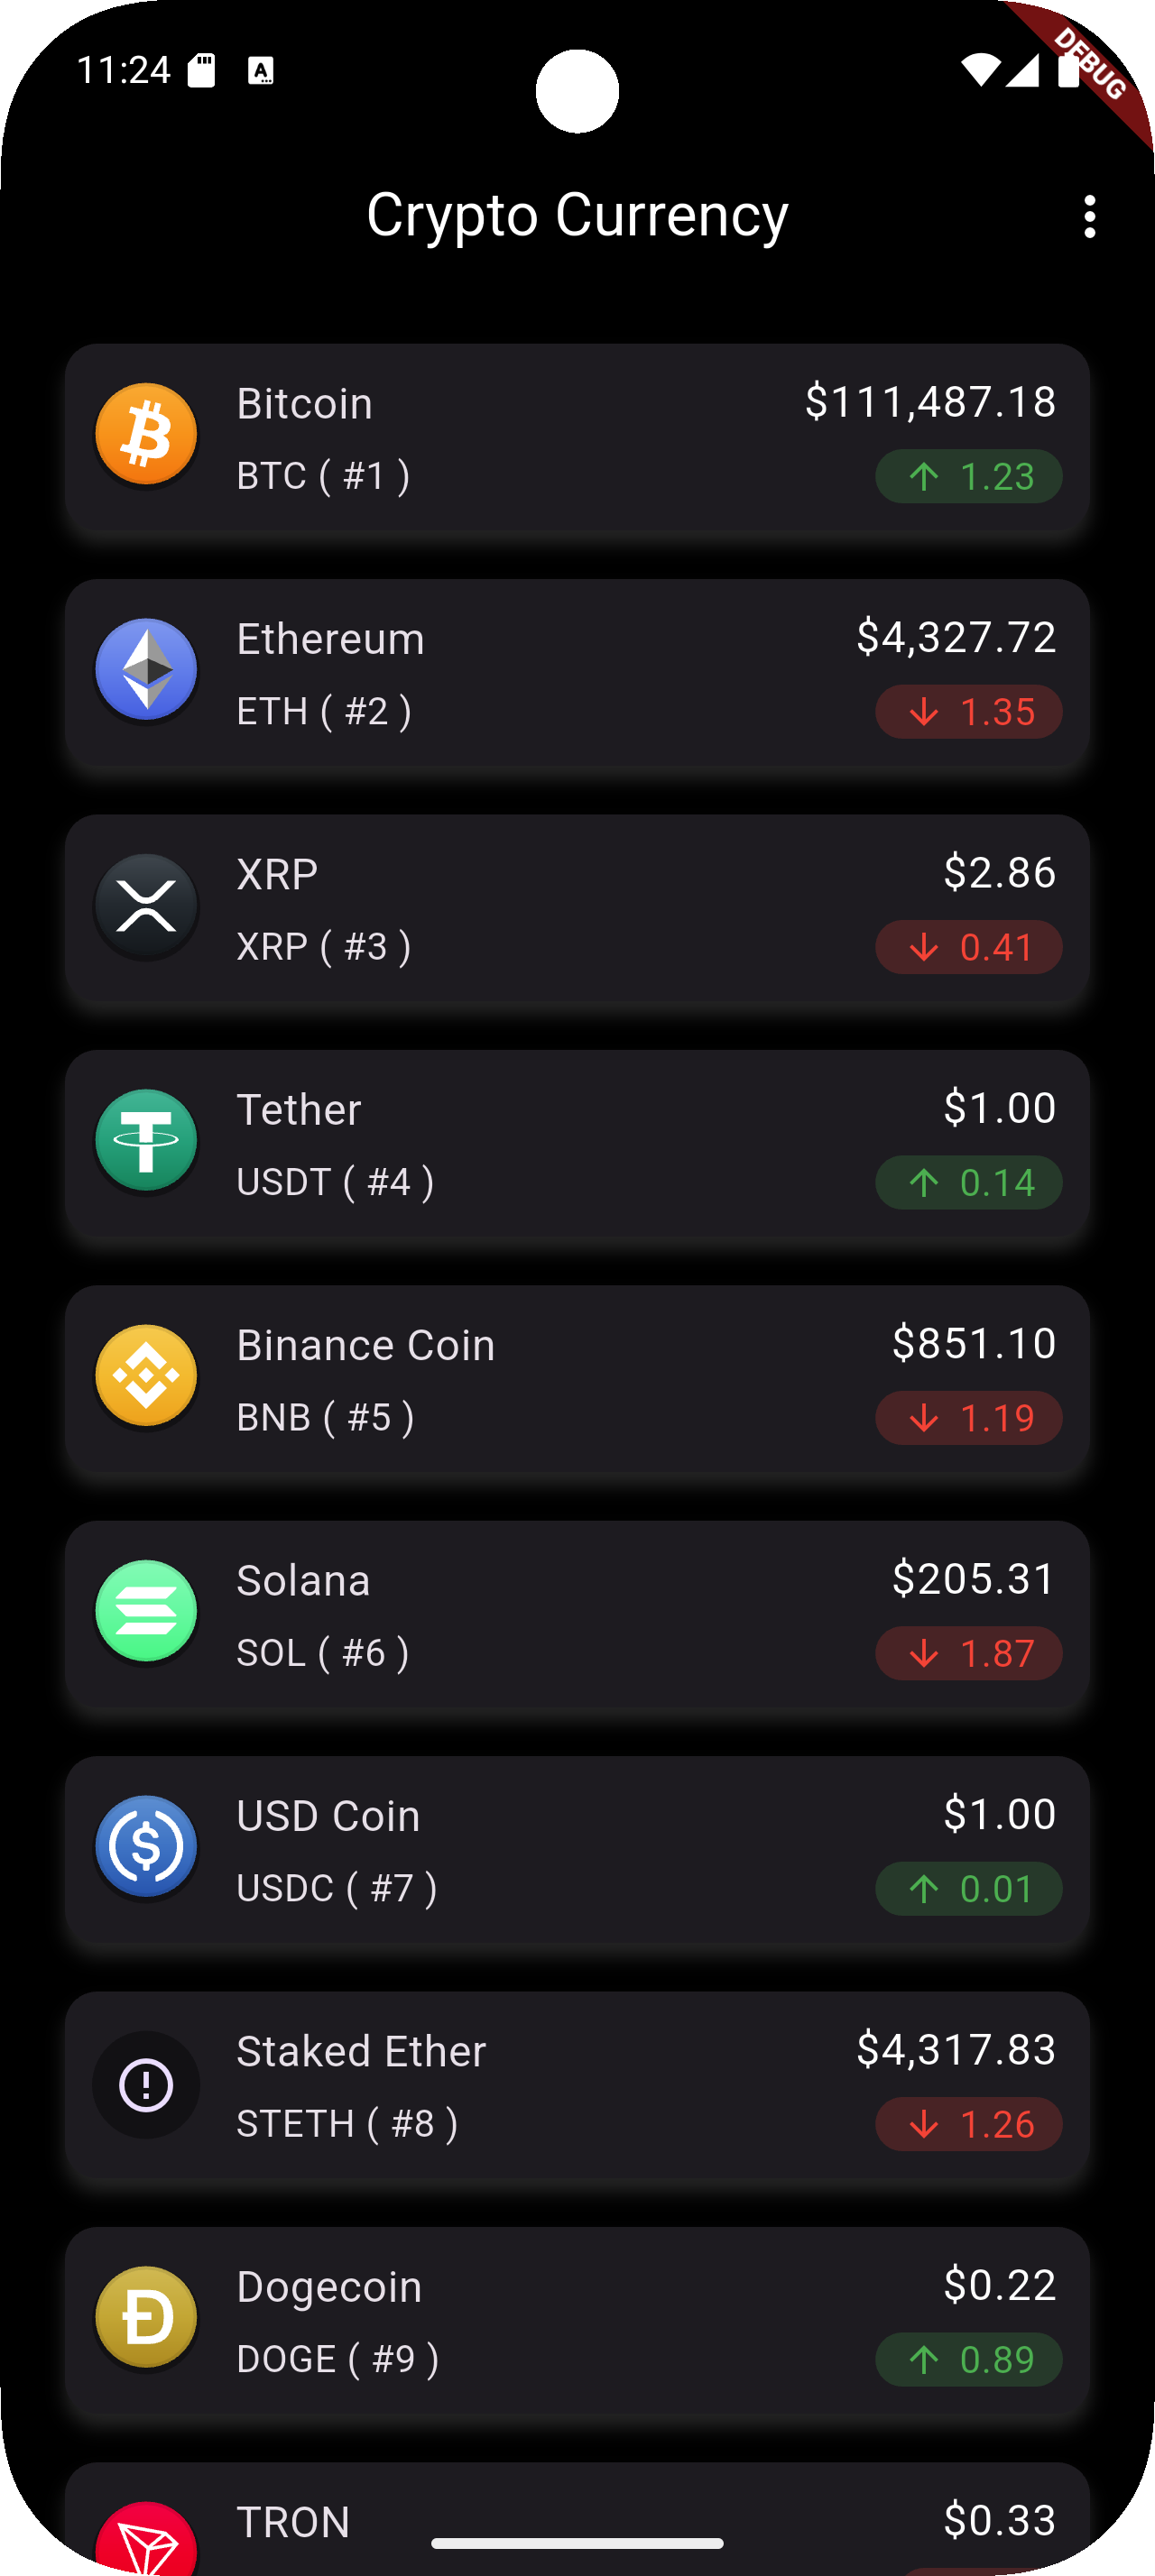 11:24
DEBUG
Crypto Currency
Bitcoin
$111,487.18
BTC ( #1 )
↑ 1.23
Ethereum
$4,327.72
ETH ( #2 )
↓ 1.35
XRP
$2.86
XRP ( #3 )
↓ 0.41
Tether
$1.00
USDT ( #4 )
↑ 0.14
Binance Coin
$851.10
BNB ( #5 )
↓ 1.19
Solana
$205.31
SOL ( #6 )
↓ 1.87
USD Coin
$1.00
USDC ( #7 )
↑ 0.01
Staked Ether
$4,317.83
STETH ( #8 )
↓ 1.26
Dogecoin
$0.22
DOGE ( #9 )
↑ 0.89
TRON
$0.33